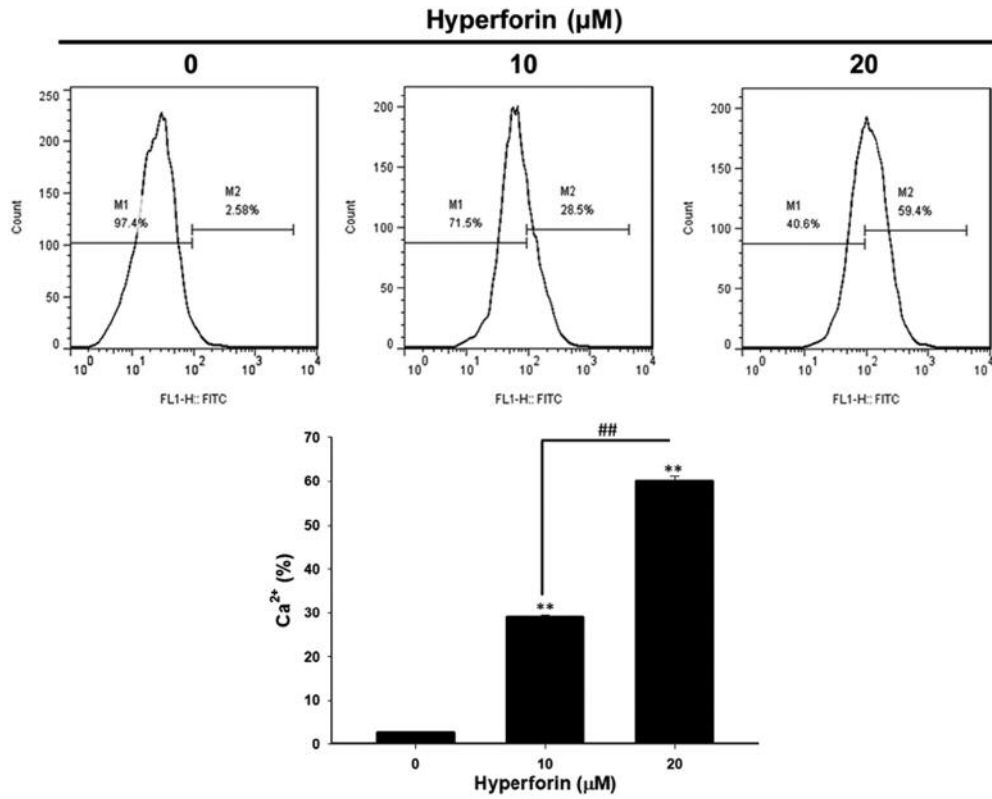 Hyperforin (µM)
0 10 20
250
200
150
100
50
0
Count
M1
97.4%
M2
2.58%
10^0 10^1 10^2 10^3 10^4
FL1-H:: FITC
200
150
100
50
0
Count
M1
71.5%
M2
28.5%
10^0 10^1 10^2 10^3 10^4
FL1-H:: FITC
200
150
100
50
0
Count
M1
40.6%
M2
59.4%
10^0 10^1 10^2 10^3 10^4
FL1-H:: FITC
70
60
50
40
30
20
10
0
Ca²⁺ (%)
##
**
**
0 10 20
Hyperforin (µM)